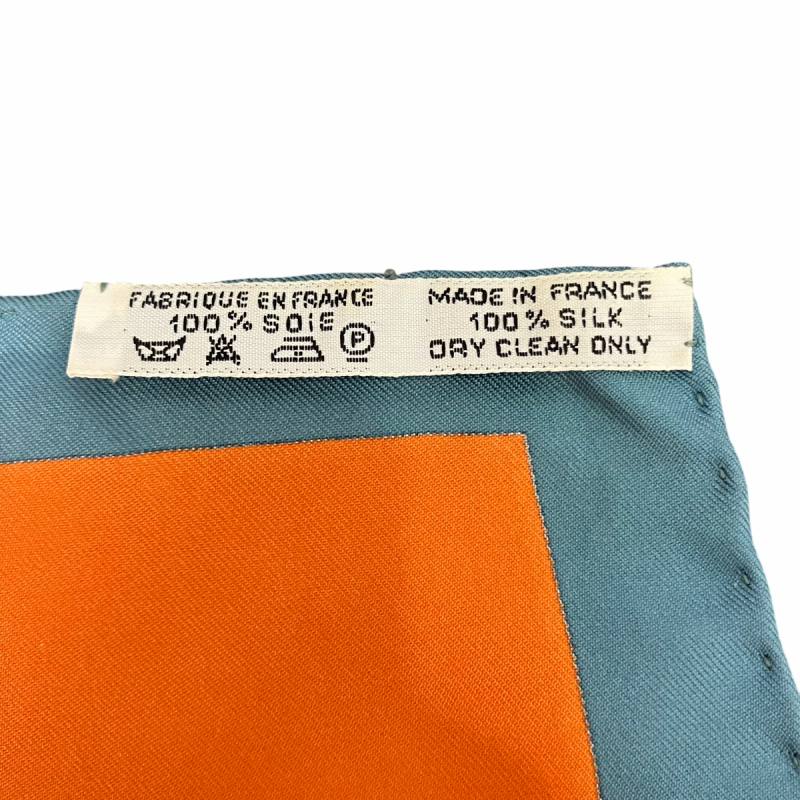 FABRIQUE EN FRANCE
100% SOIE
P
MADE IN FRANCE
100% SILK
DRY CLEAN ONLY